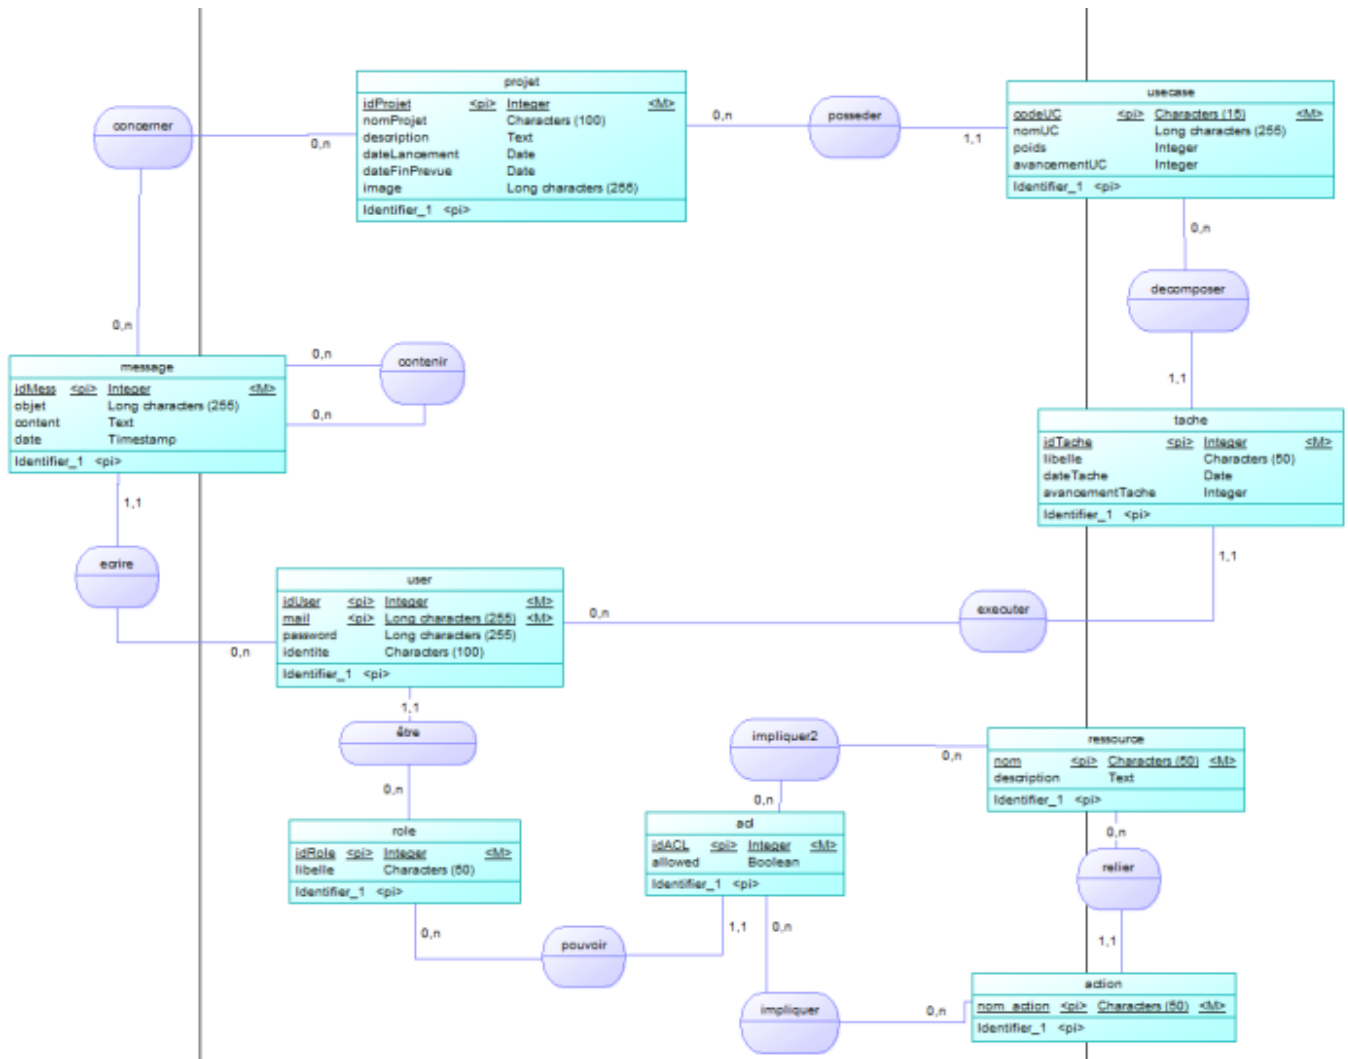 projet
idProjet <pi> Integer <M>
nomProjet Characters (100)
description Text
dateLancement Date
dateFinPrevue Date
image Long characters (255)
Identifier_1 <pi>
usecase
codeUC <pi> Characters (15) <M>
nomUC Long characters (255)
poids Integer
avancementUC Integer
Identifier_1 <pi>
concerner
0,n
0,n
posseder
0,n
1,1
decomposer
0,n
1,1
message
idMess <pi> Integer <M>
objet Long characters (255)
content Text
date Timestamp
Identifier_1 <pi>
contenir
0,n
0,n
tache
idTache <pi> Integer <M>
libelle Characters (50)
dateTache Date
avancementTache Integer
Identifier_1 <pi>
ecrire
1,1
0,n
user
idUser <pi> Integer <M>
mail <pi> Long characters (255) <M>
password Long characters (255)
identite Characters (100)
Identifier_1 <pi>
executer
0,n
1,1
être
1,1
0,n
impliquer2
0,n
0,n
ressource
nom <pi> Characters (50) <M>
description Text
Identifier_1 <pi>
role
idRole <pi> Integer <M>
libelle Characters (50)
Identifier_1 <pi>
acl
idACL <pi> Integer <M>
allowed Boolean
Identifier_1 <pi>
relier
0,n
1,1
pouvoir
0,n
1,1
impliquer
0,n
0,n
action
nom_action <pi> Characters (50) <M>
Identifier_1 <pi>